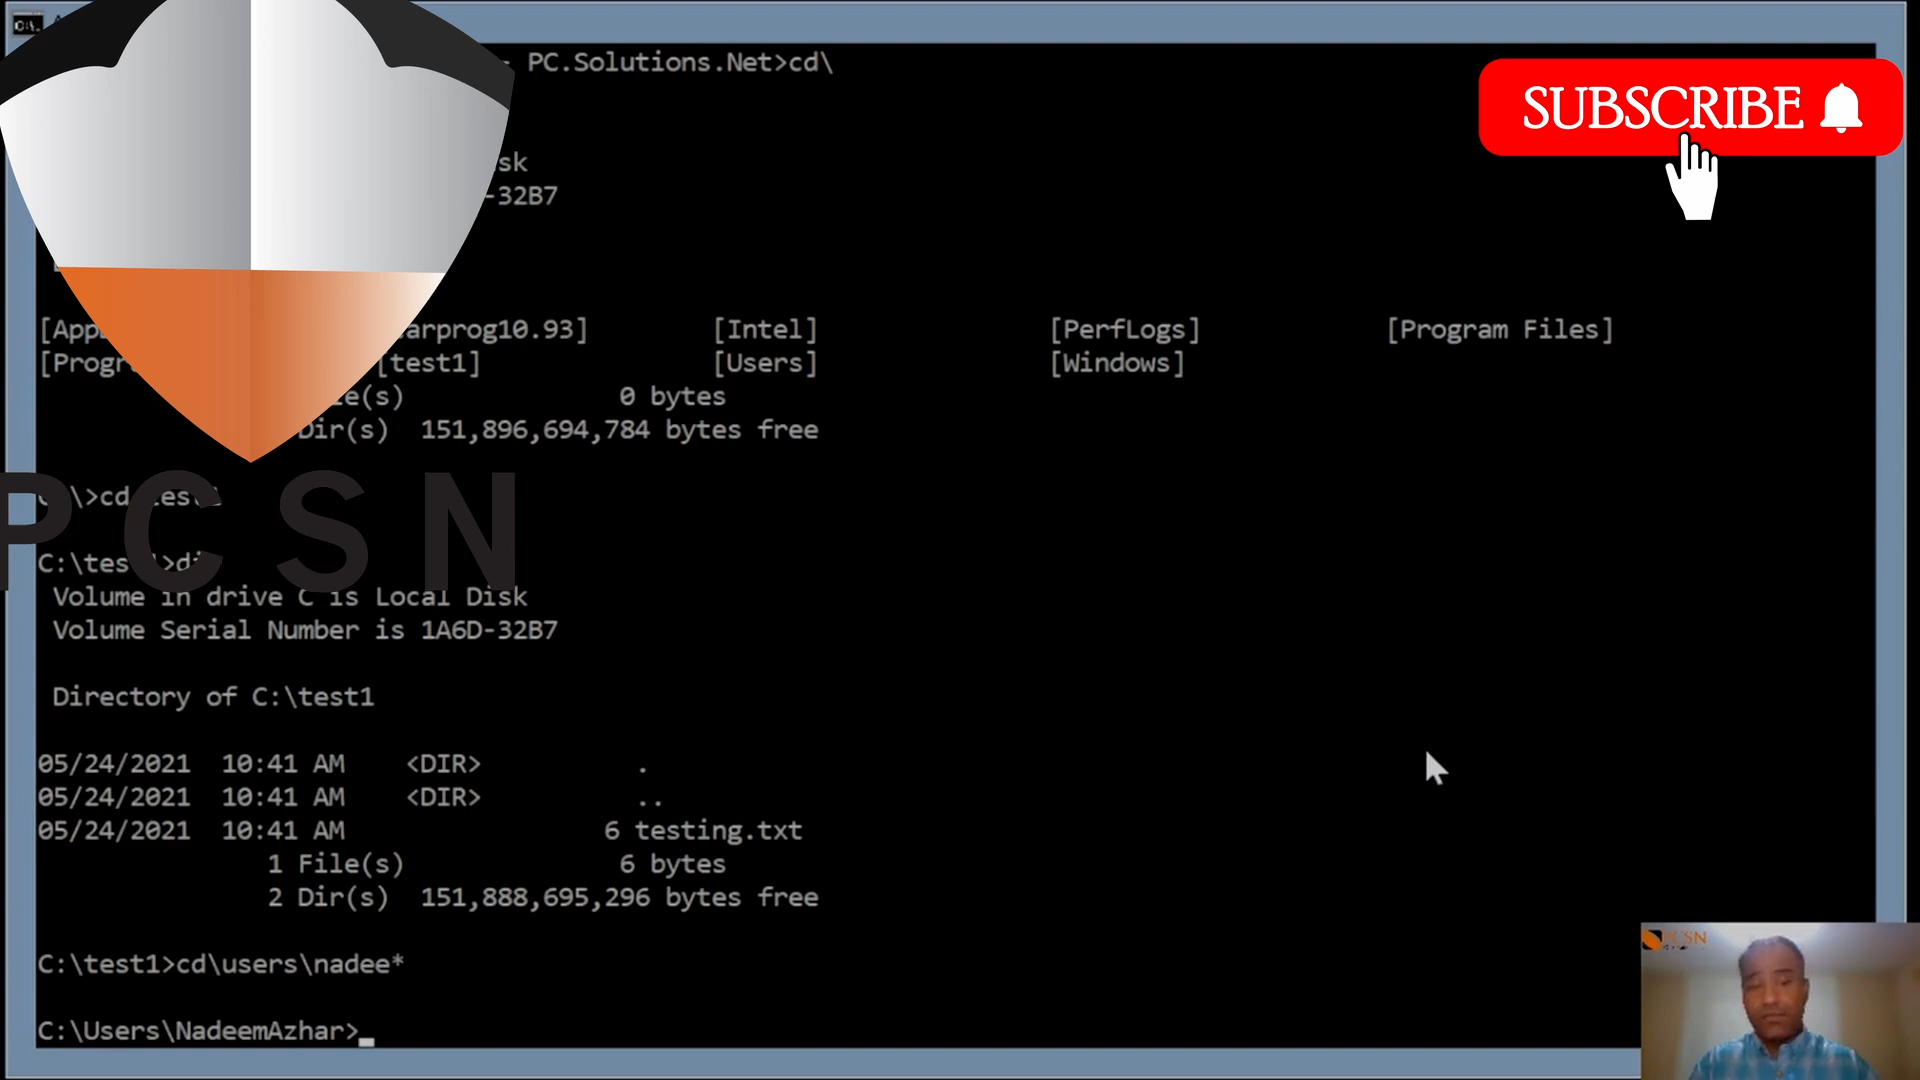 PC.Solutions.Net>cd\
SUBSCRIBE
sk
-32B7
arprog10.93] [Intel] [PerfLogs] [Program Files]
[test1] [Users] [Windows]
le(s) 0 bytes
Dir(s) 151,896,694,784 bytes free
PCSN
C:\test1>di
Volume in drive C is Local Disk
Volume Serial Number is 1A6D-32B7
Directory of C:\test1
05/24/2021 10:41 AM <DIR> .
05/24/2021 10:41 AM <DIR> ..
05/24/2021 10:41 AM 6 testing.txt
1 File(s) 6 bytes
2 Dir(s) 151,888,695,296 bytes free
C:\test1>cd\users\nadee*
PCSN
C:\Users\NadeemAzhar>